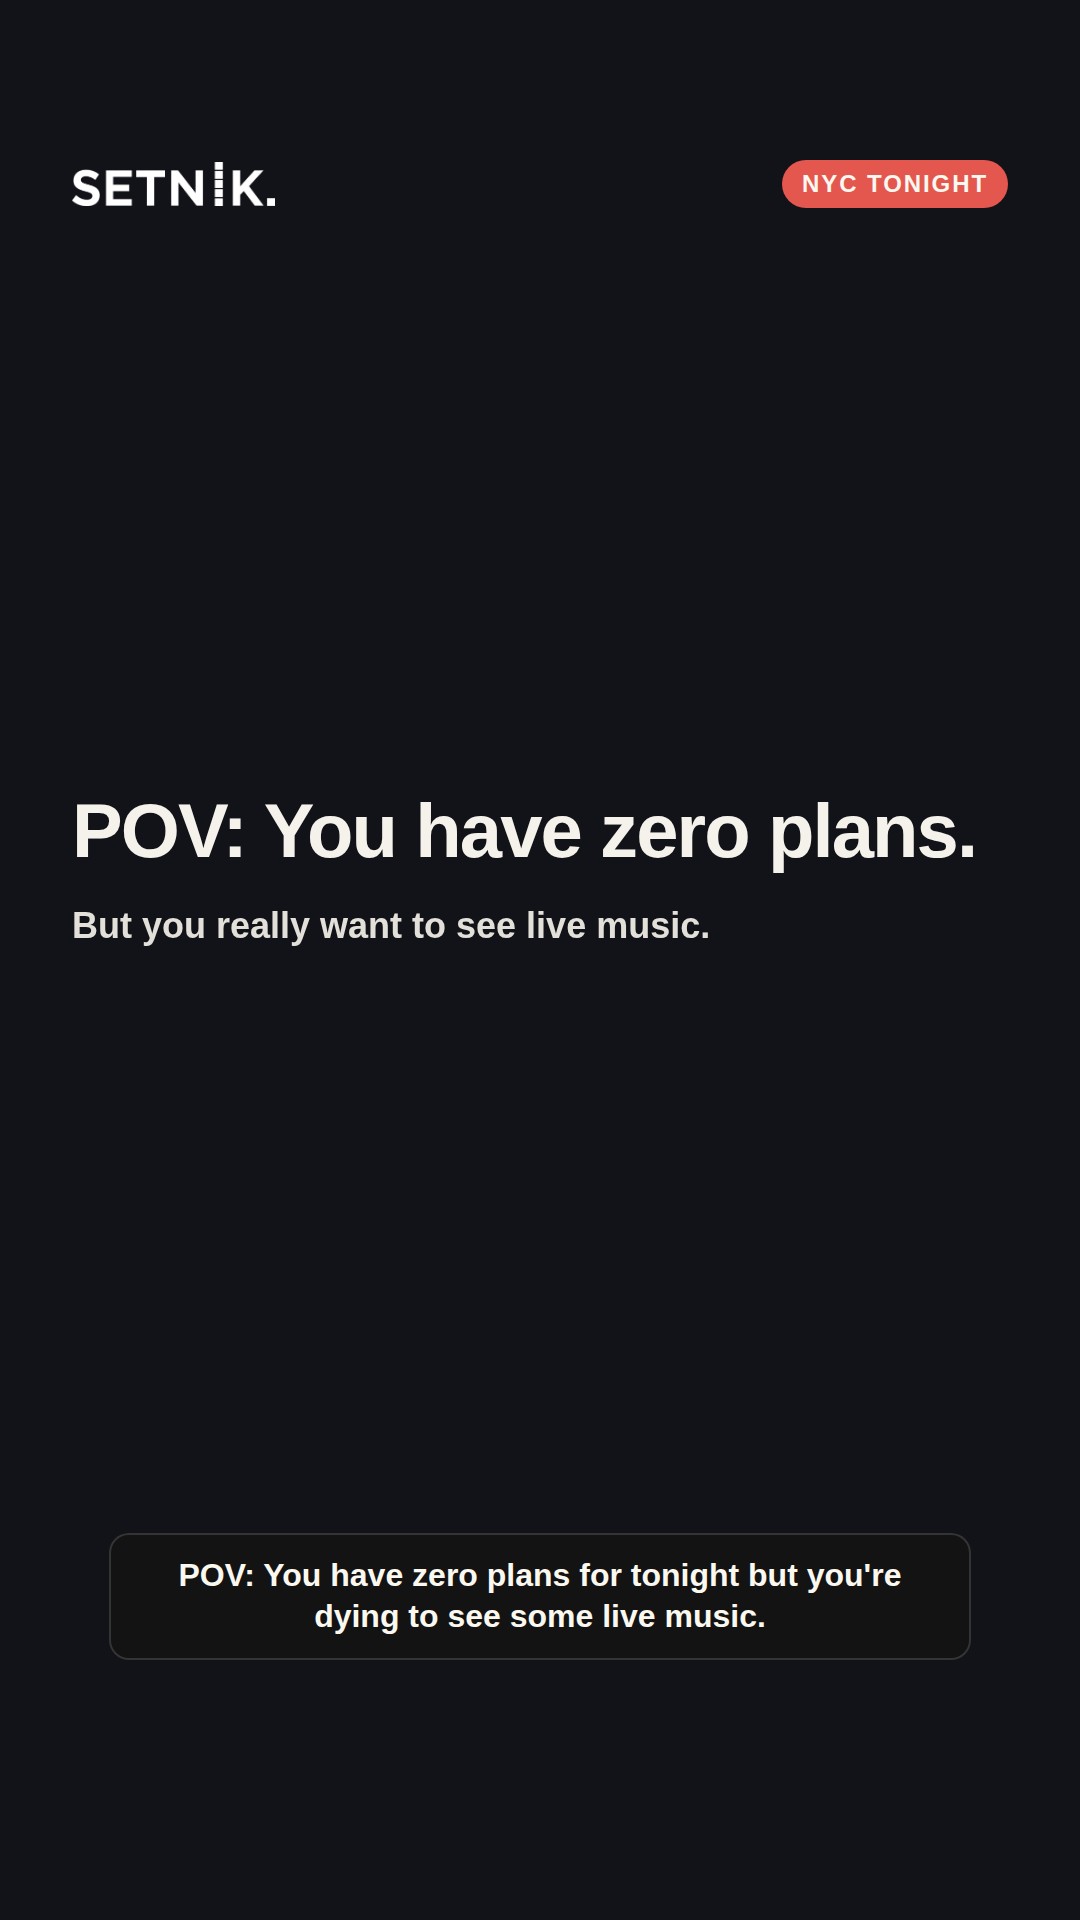 SETNIK.
NYC TONIGHT
POV: You have zero plans.
But you really want to see live music.
POV: You have zero plans for tonight but you're
dying to see some live music.